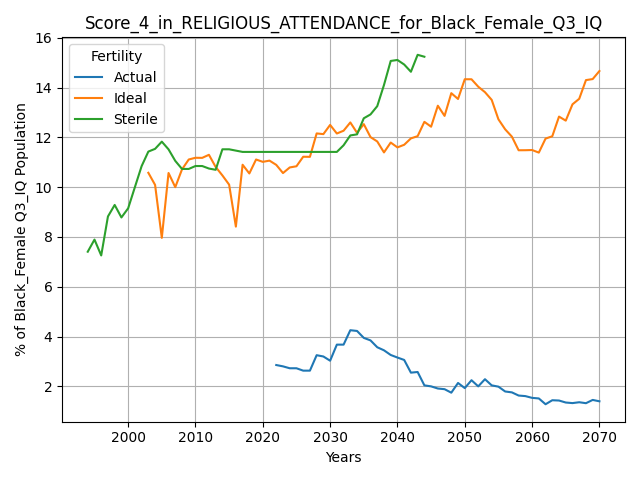 Score_4_in_RELIGIOUS_ATTENDANCE_for_Black_Female_Q3_IQ
Fertility
Actual
Ideal
Sterile
% of Black_Female Q3_IQ Population
16
14
12
10
8
6
4
2
2000
2010
2020
2030
2040
2050
2060
2070
Years